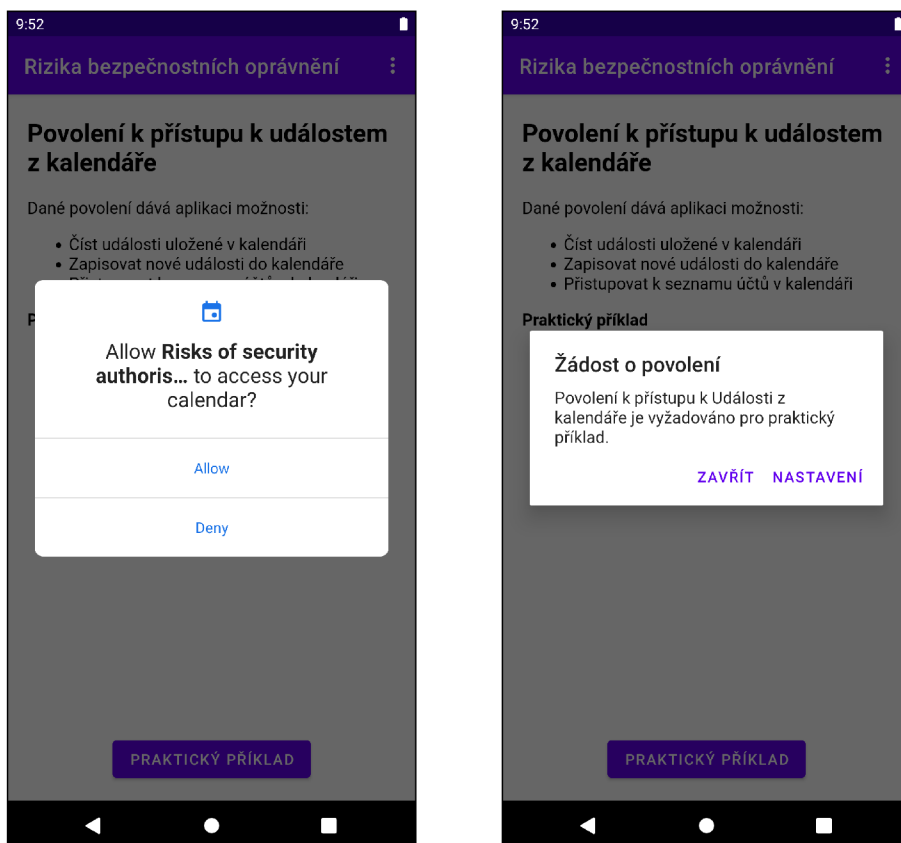 9:52
Rizika bezpečnostních oprávnění
Povolení k přístupu k událostem
z kalendáře
Dané povolení dává aplikaci možnosti:
• Číst události uložené v kalendáři
• Zapisovat nové události do kalendáře
Allow Risks of security
authoris... to access your
calendar?
Allow
Deny
PRAKTICKÝ PŘÍKLAD
9:52
Rizika bezpečnostních oprávnění
Povolení k přístupu k událostem
z kalendáře
Dané povolení dává aplikaci možnosti:
• Číst události uložené v kalendáři
• Zapisovat nové události do kalendáře
• Přistupovat k seznamu účtů v kalendáři
Praktický příklad
Žádost o povolení
Povolení k přístupu k Události z
kalendáře je vyžadováno pro praktický
příklad.
ZAVŘÍT NASTAVENÍ
PRAKTICKÝ PŘÍKLAD